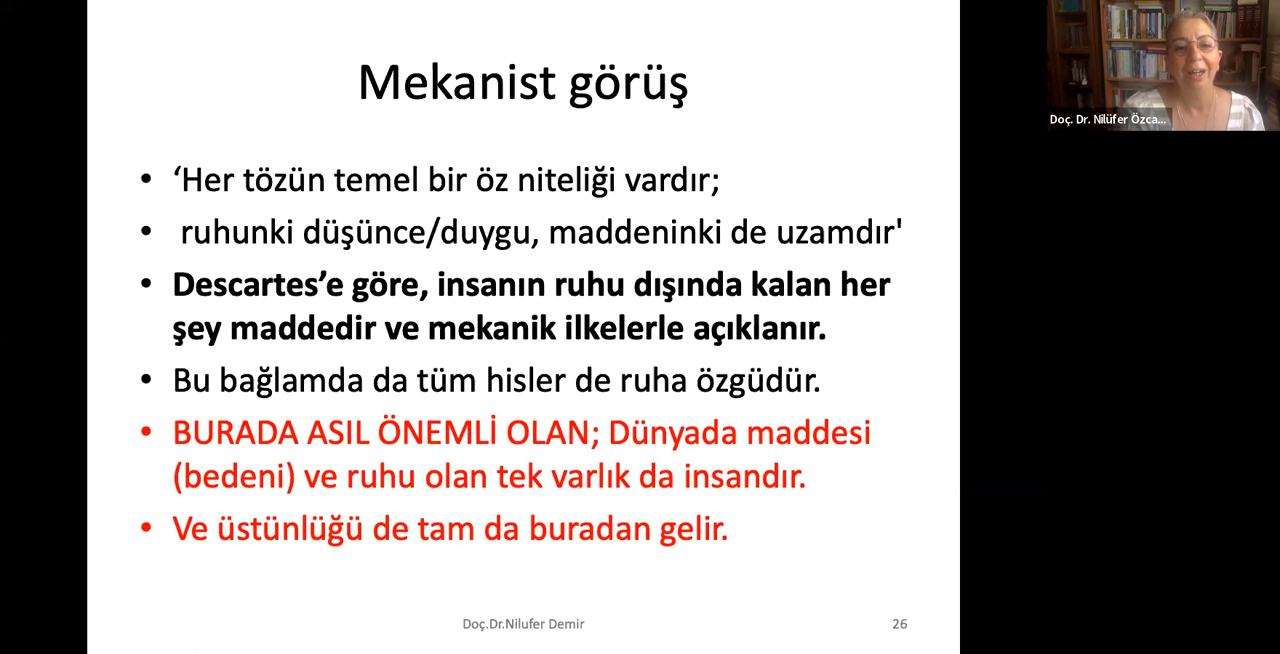 Mekanist görüş
• ‘Her tözün temel bir öz niteliği vardır;
• ruhunki düşünce/duygu, maddeninki de uzamdır'
• Descartes’e göre, insanın ruhu dışında kalan her
şey maddedir ve mekanik ilkelerle açıklanır.
• Bu bağlamda da tüm hisler de ruha özgüdür.
• BURADA ASIL ÖNEMLİ OLAN; Dünyada maddesi
(bedeni) ve ruhu olan tek varlık da insandır.
• Ve üstünlüğü de tam da buradan gelir.
Doç.Dr.Nilufer Demir
26
Doç. Dr. Nilüfer Özca...